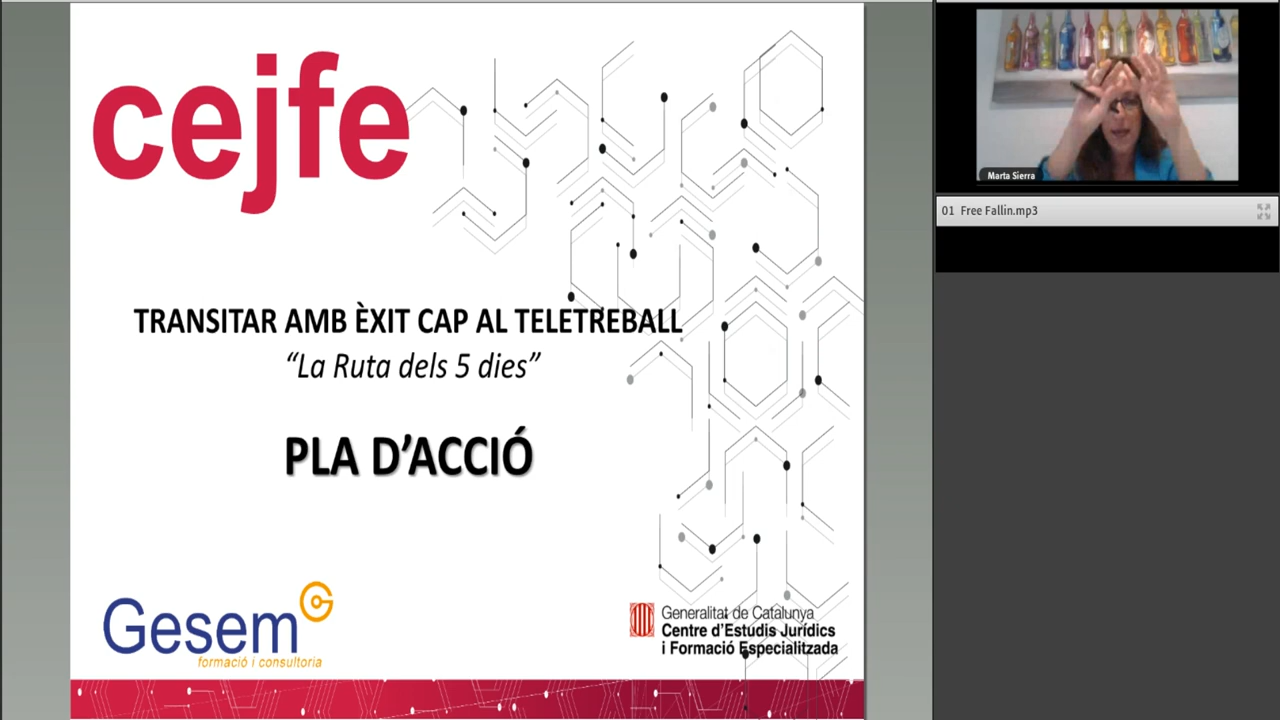 cejfe
TRANSITAR AMB ÈXIT CAP AL TELETREBALL
“La Ruta dels 5 dies”
PLA D’ACCIÓ
Gesem
formació i consultoria
Generalitat de Catalunya
Centre d’Estudis Jurídics
i Formació Especialitzada
Marta Sierra
01 Free Fallin.mp3